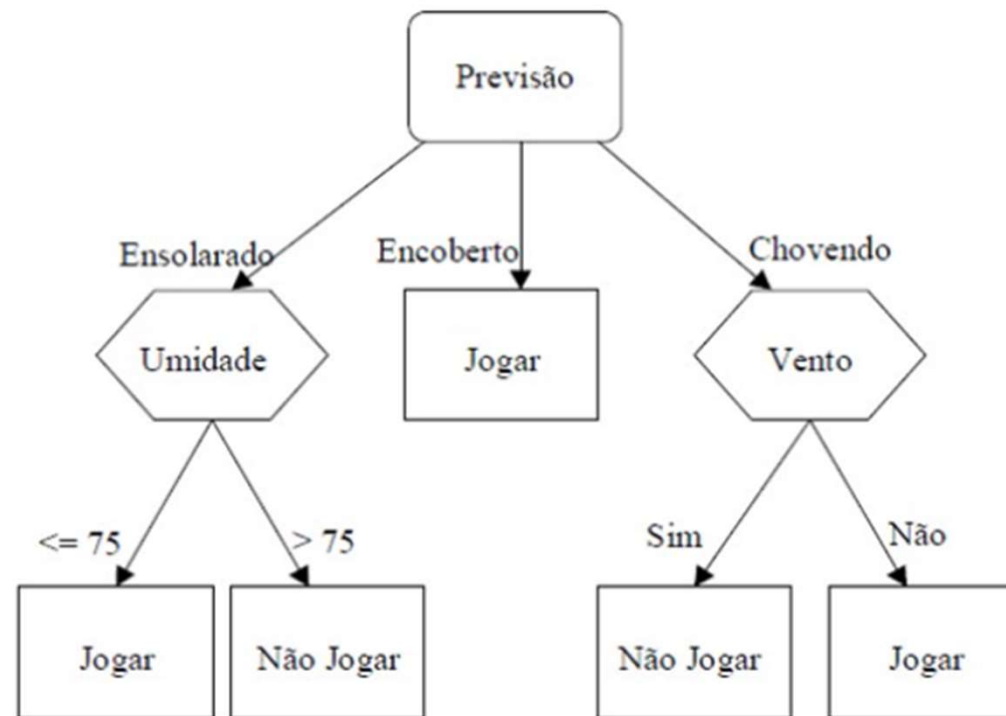 Previsão
Ensolarado
Encoberto
Chovendo
Umidade
Jogar
Vento
<= 75
> 75
Sim
Não
Jogar
Não Jogar
Não Jogar
Jogar